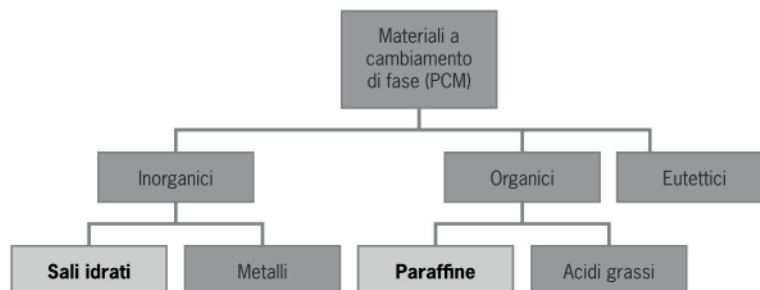 Materiali a
cambiamento
di fase (PCM)
Inorganici
Organici
Eutettici
Sali idrati
Metalli
Paraffine
Acidi grassi